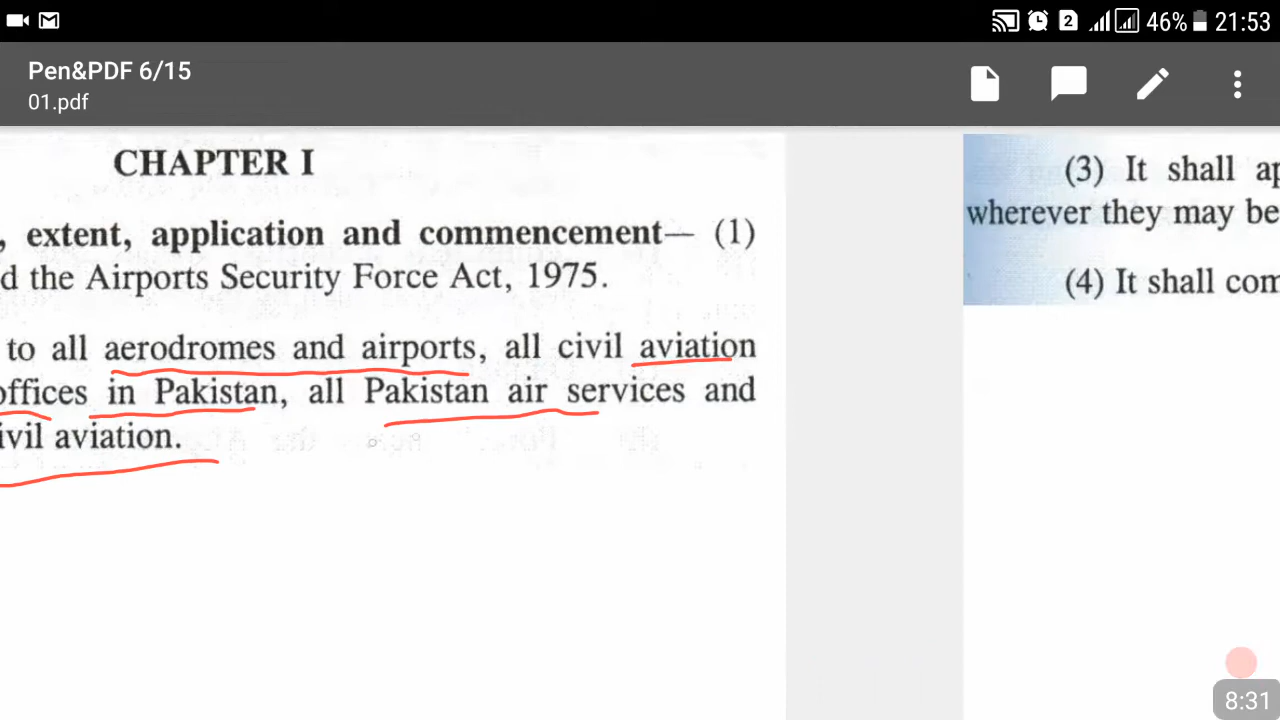 46% 21:53
Pen&PDF 6/15
01.pdf
CHAPTER I
, extent, application and commencement— (1)
d the Airports Security Force Act, 1975.
to all aerodromes and airports, all civil aviation
offices in Pakistan, all Pakistan air services and
ivil aviation.
(3) It shall ap
wherever they may be
(4) It shall com
8:31